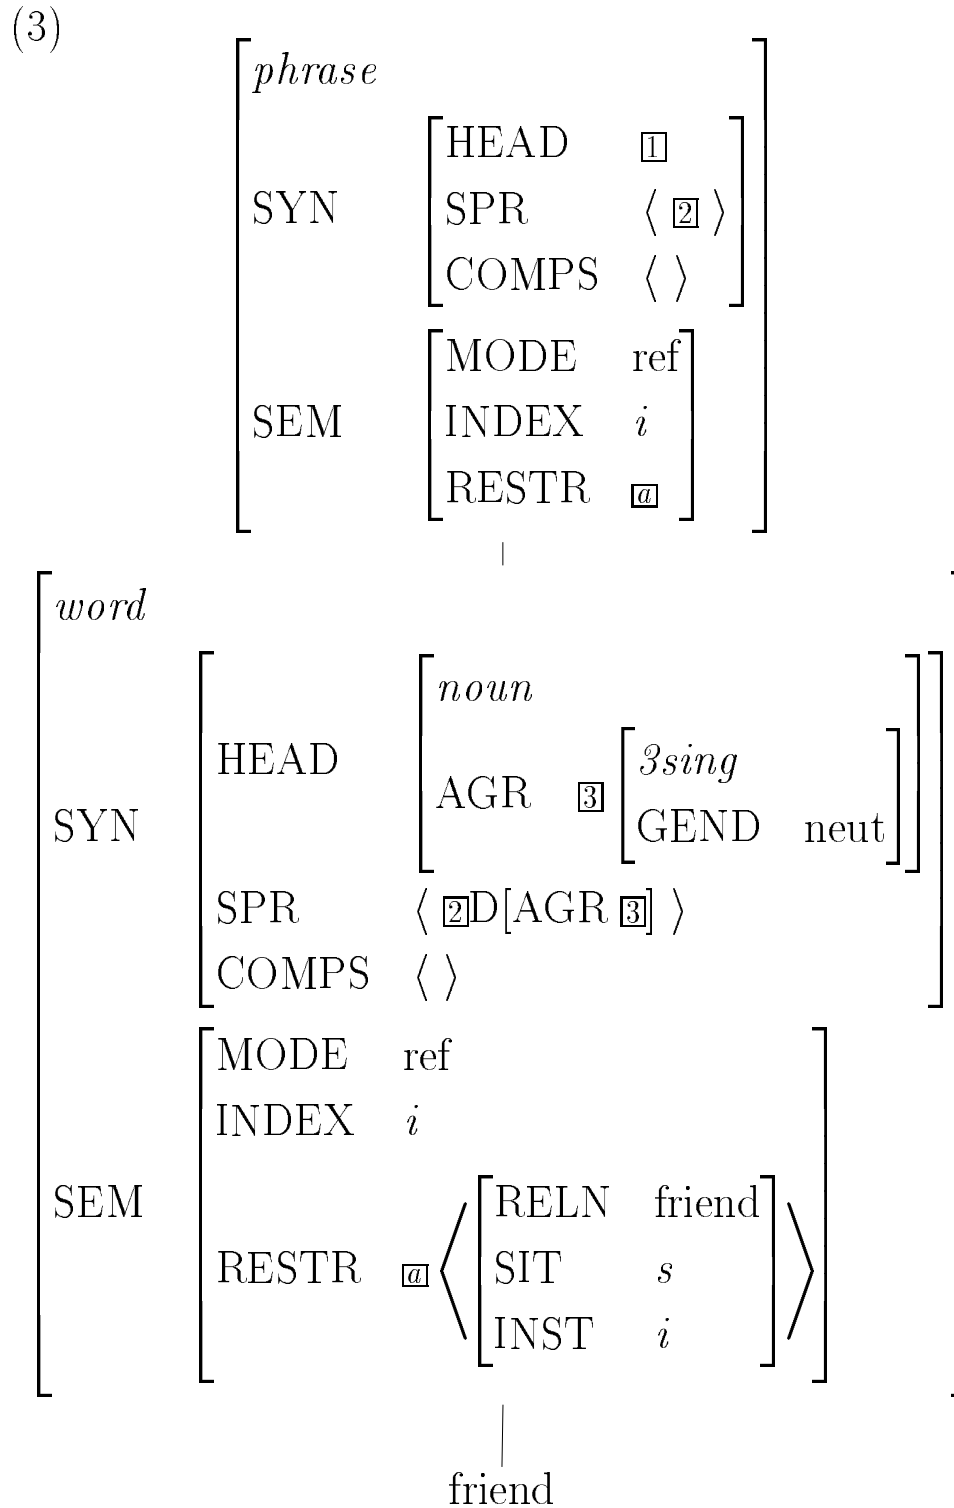 (3)
phrase
HEAD 1
SYN SPR ⟨ 2 ⟩
COMPS ⟨ ⟩
MODE ref
SEM INDEX i
RESTR a
word
noun
HEAD 3sing
AGR 3
SYN GEND neut
SPR ⟨ 2 D[AGR 3] ⟩
COMPS ⟨ ⟩
MODE ref
INDEX i
SEM RELN friend
RESTR a ⟨ SIT s ⟩
INST i
friend